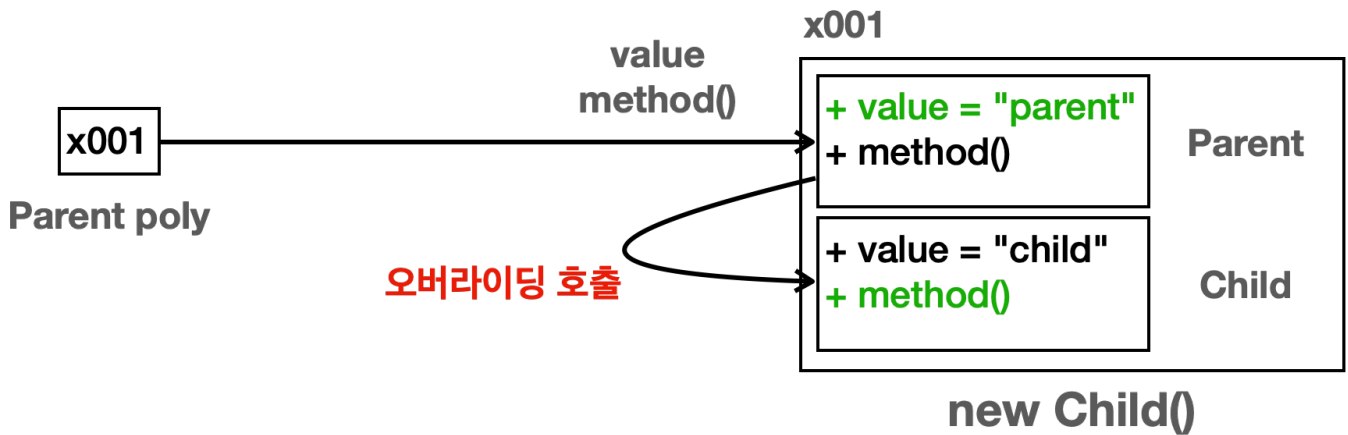 x001
value
method()
x001
Parent poly
+ value = "parent"
+ method()
Parent
오버라이딩 호출
+ value = "child"
+ method()
Child
new Child()